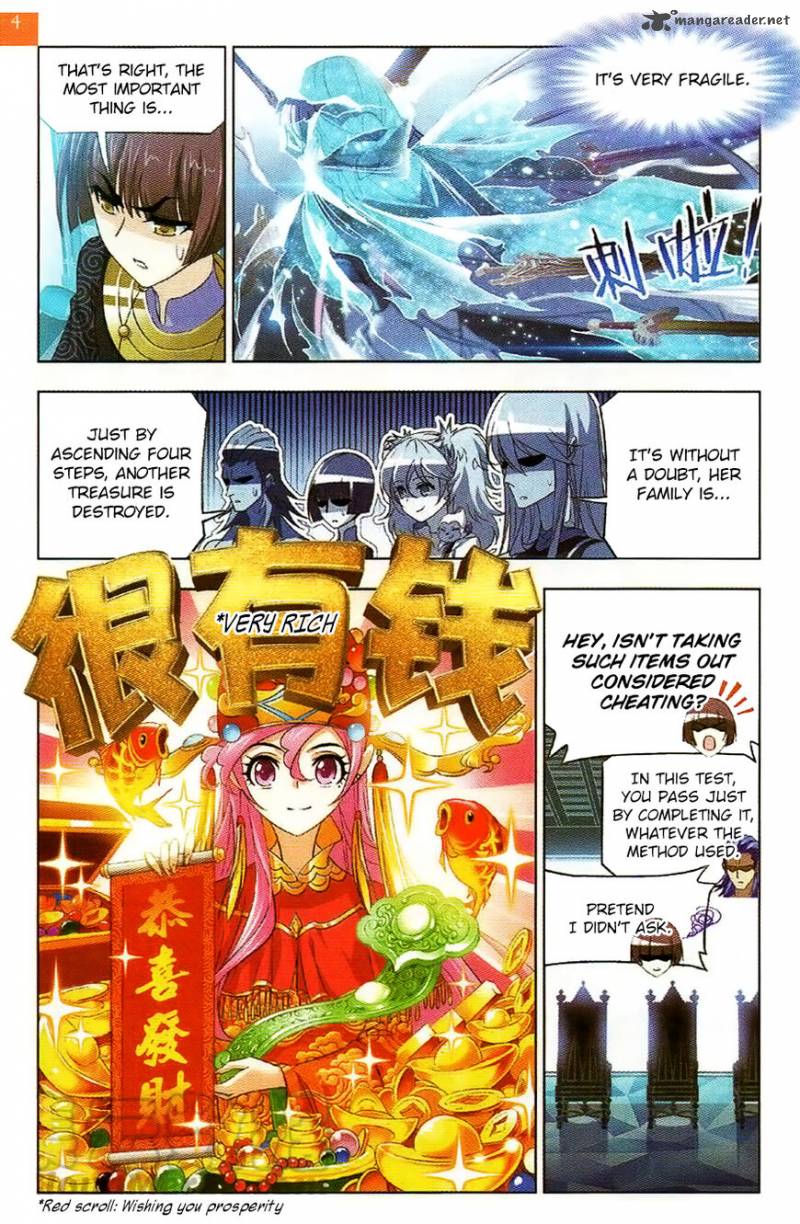 4
mangareader.net
THAT'S RIGHT, THE
MOST IMPORTANT
THING IS...
IT'S VERY FRAGILE.
刺啦!
JUST BY
ASCENDING FOUR
STEPS, ANOTHER
TREASURE IS
DESTROYED.
IT'S WITHOUT
A DOUBT, HER
FAMILY IS...
很有钱
*VERY RICH
恭喜發財
HEY, ISN'T TAKING
SUCH ITEMS OUT
CONSIDERED
CHEATING?
IN THIS TEST,
YOU PASS JUST
BY COMPLETING IT,
WHATEVER THE
METHOD USED.
PRETEND
I DIDN'T ASK.
*Red scroll: Wishing you prosperity